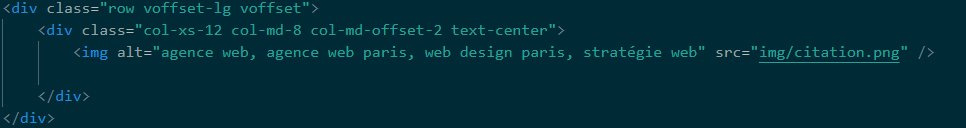 <div class="row voffset-lg voffset">
<div class="col-xs-12 col-md-8 col-md-offset-2 text-center">
<img alt="agence web, agence web paris, web design paris, stratégie web" src="img/citation.png" />
</div>
</div>